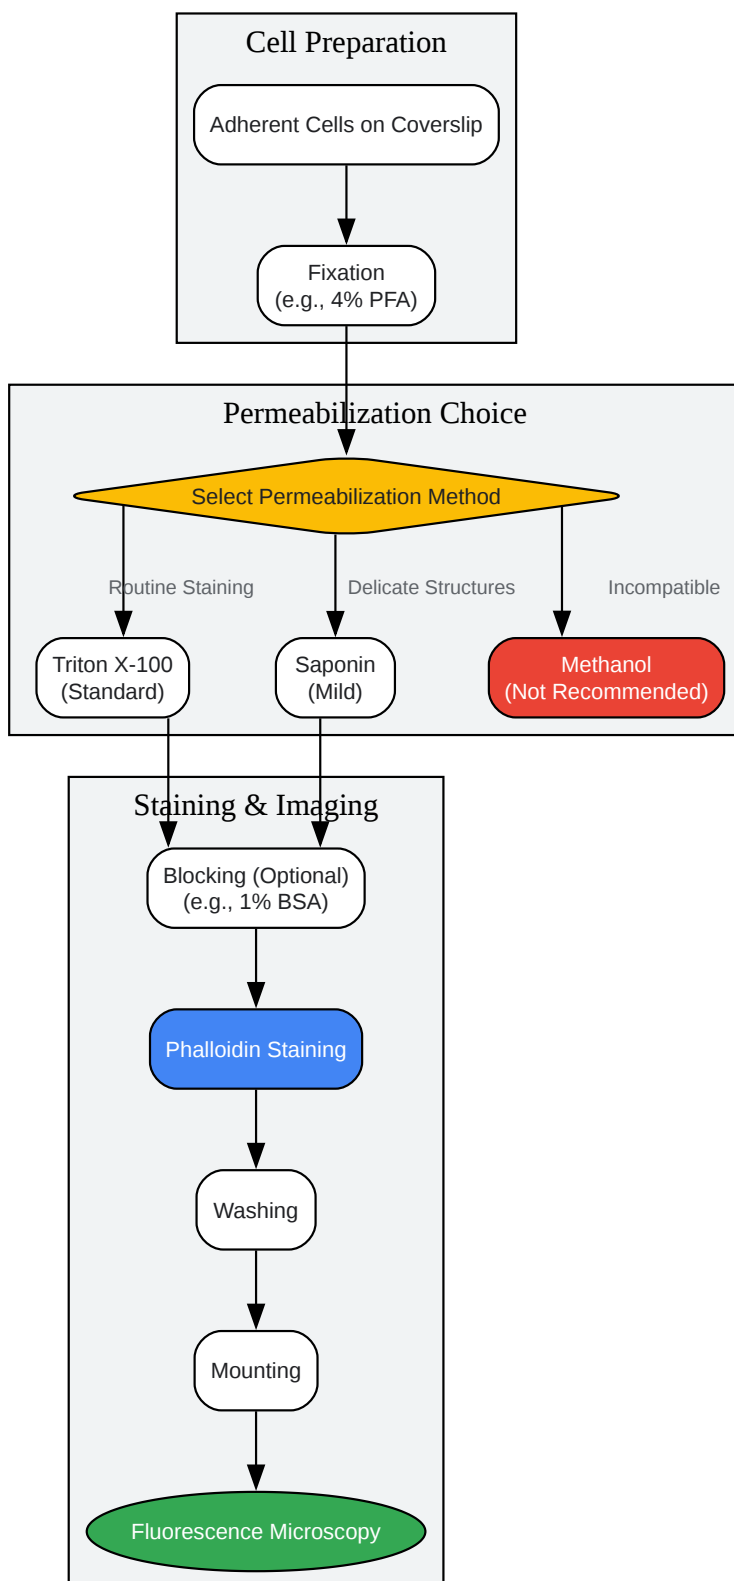 Cell Preparation
Adherent Cells on Coverslip
Fixation
(e.g., 4% PFA)
Permeabilization Choice
Select Permeabilization Method
Routine Staining
Delicate Structures
Incompatible
Triton X-100
(Standard)
Saponin
(Mild)
Methanol
(Not Recommended)
Staining & Imaging
Blocking (Optional)
(e.g., 1% BSA)
Phalloidin Staining
Washing
Mounting
Fluorescence Microscopy